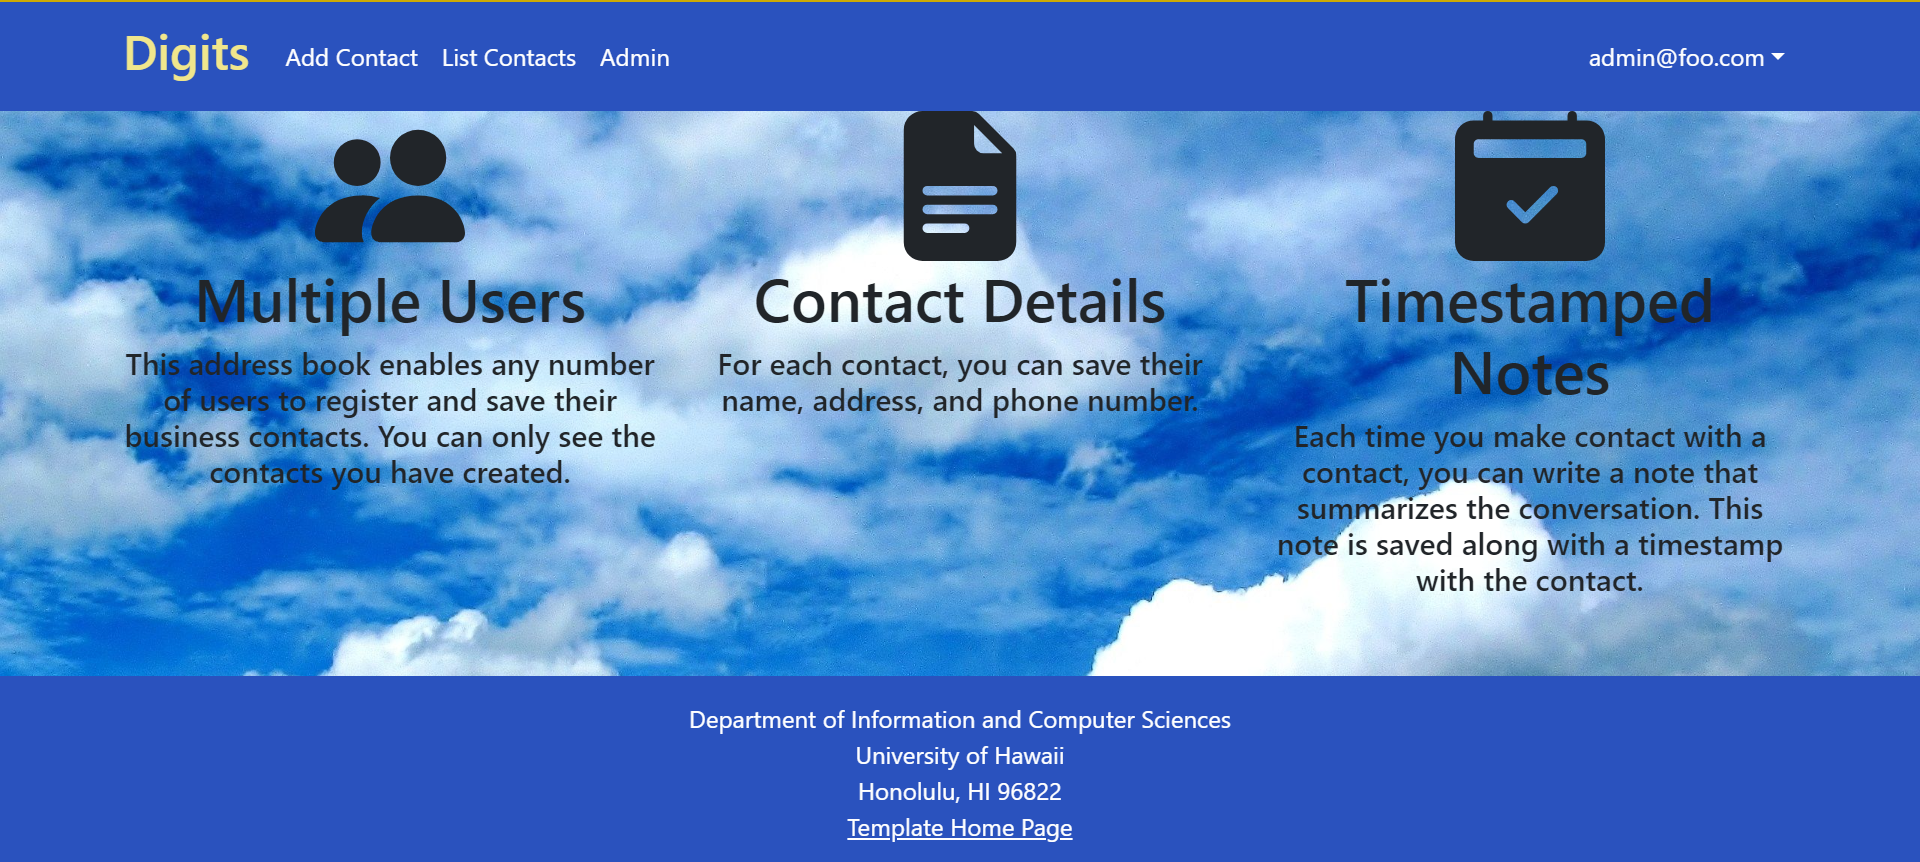 Digits
Add Contact
List Contacts
Admin
admin@foo.com
Multiple Users
This address book enables any number
of users to register and save their
business contacts. You can only see the
contacts you have created.
Contact Details
For each contact, you can save their
name, address, and phone number.
Timestamped
Notes
Each time you make contact with a
contact, you can write a note that
summarizes the conversation. This
note is saved along with a timestamp
with the contact.
Department of Information and Computer Sciences
University of Hawaii
Honolulu, HI 96822
Template Home Page